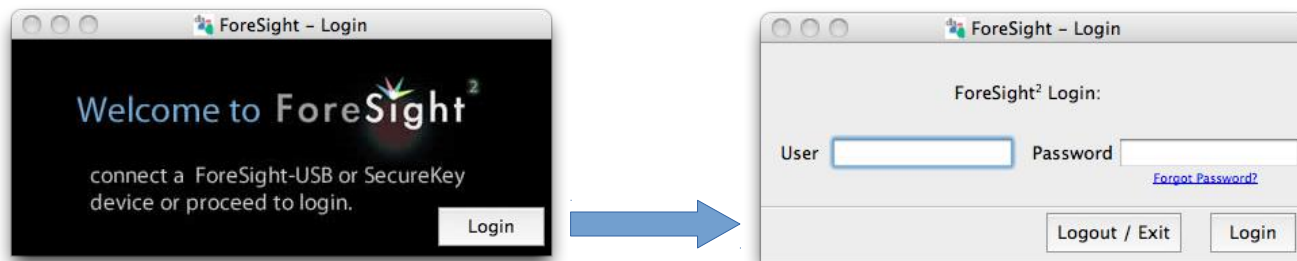 ForeSight – Login
Welcome to ForeSight²
connect a ForeSight-USB or SecureKey
device or proceed to login.
Login
ForeSight – Login
ForeSight² Login:
User Password
Forgot Password?
Logout / Exit Login